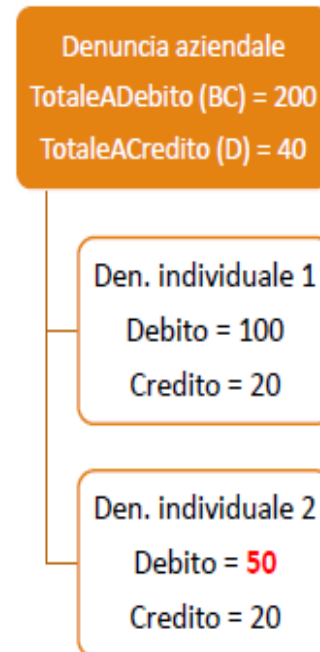 Denuncia aziendale
TotaleADebito (BC) = 200
TotaleACredito (D) = 40
Den. individuale 1
Debito = 100
Credito = 20
Den. individuale 2
Debito = 50
Credito = 20